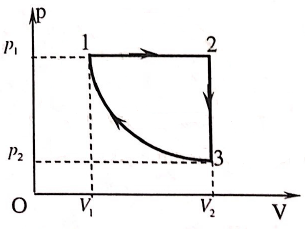 p
1 2
p₁
p₂ 3
O V₁ V₂ V